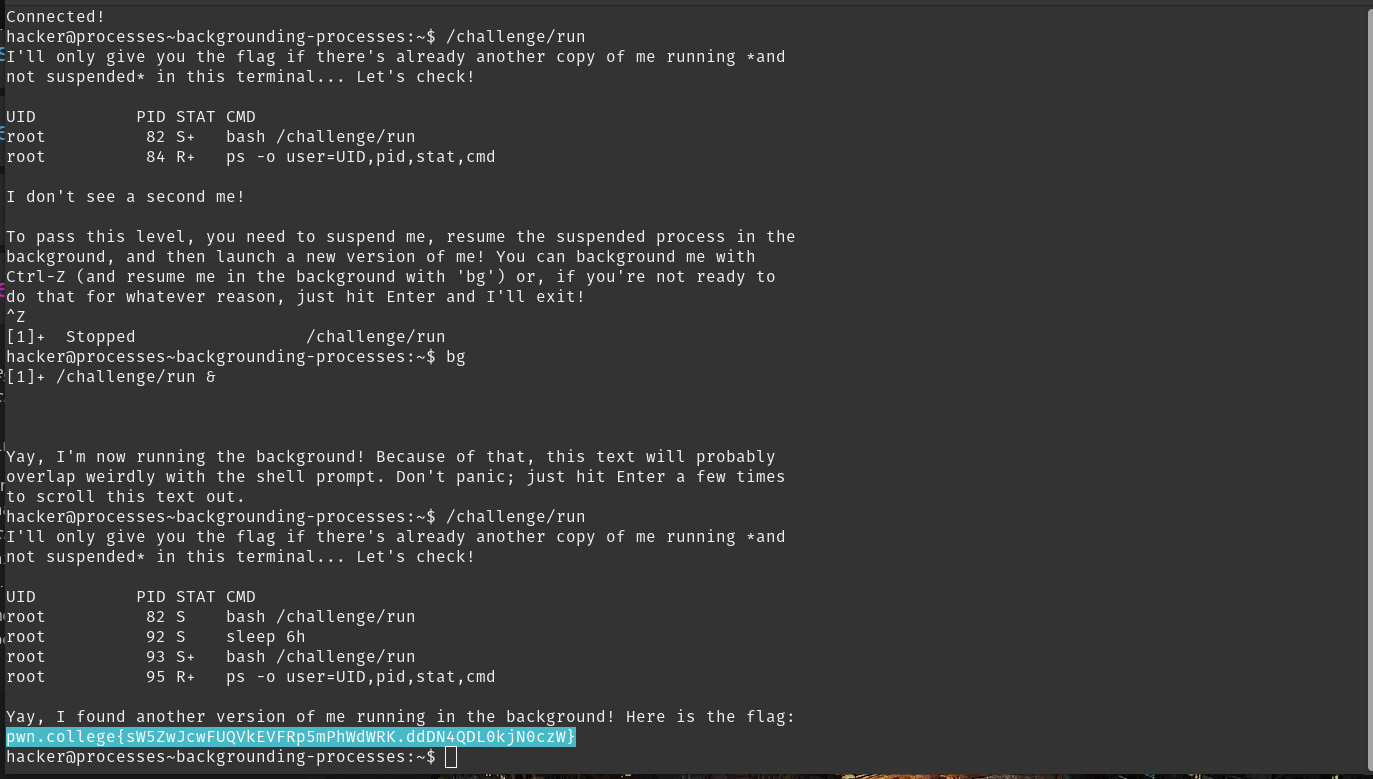 Connected!
hacker@processes~backgrounding-processes:~$ /challenge/run
I'll only give you the flag if there's already another copy of me running *and
not suspended* in this terminal... Let's check!
UID             PID STAT CMD
root             82 S+   bash /challenge/run
root             84 R+   ps -o user=UID,pid,stat,cmd
I don't see a second me!
To pass this level, you need to suspend me, resume the suspended process in the
background, and then launch a new version of me! You can background me with
Ctrl-Z (and resume me in the background with 'bg') or, if you're not ready to
do that for whatever reason, just hit Enter and I'll exit!
^Z
[1]+  Stopped                 /challenge/run
hacker@processes~backgrounding-processes:~$ bg
[1]+ /challenge/run &
Yay, I'm now running the background! Because of that, this text will probably
overlap weirdly with the shell prompt. Don't panic; just hit Enter a few times
to scroll this text out.
hacker@processes~backgrounding-processes:~$ /challenge/run
I'll only give you the flag if there's already another copy of me running *and
not suspended* in this terminal... Let's check!
UID             PID STAT CMD
root             82 S    bash /challenge/run
root             92 S    sleep 6h
root             93 S+   bash /challenge/run
root             95 R+   ps -o user=UID,pid,stat,cmd
Yay, I found another version of me running in the background! Here is the flag:
pwn.college{sW5ZwJcwFUQVkEVFRp5mPhWdWRK.ddDN4QDL0kjN0czW}
hacker@processes~backgrounding-processes:~$